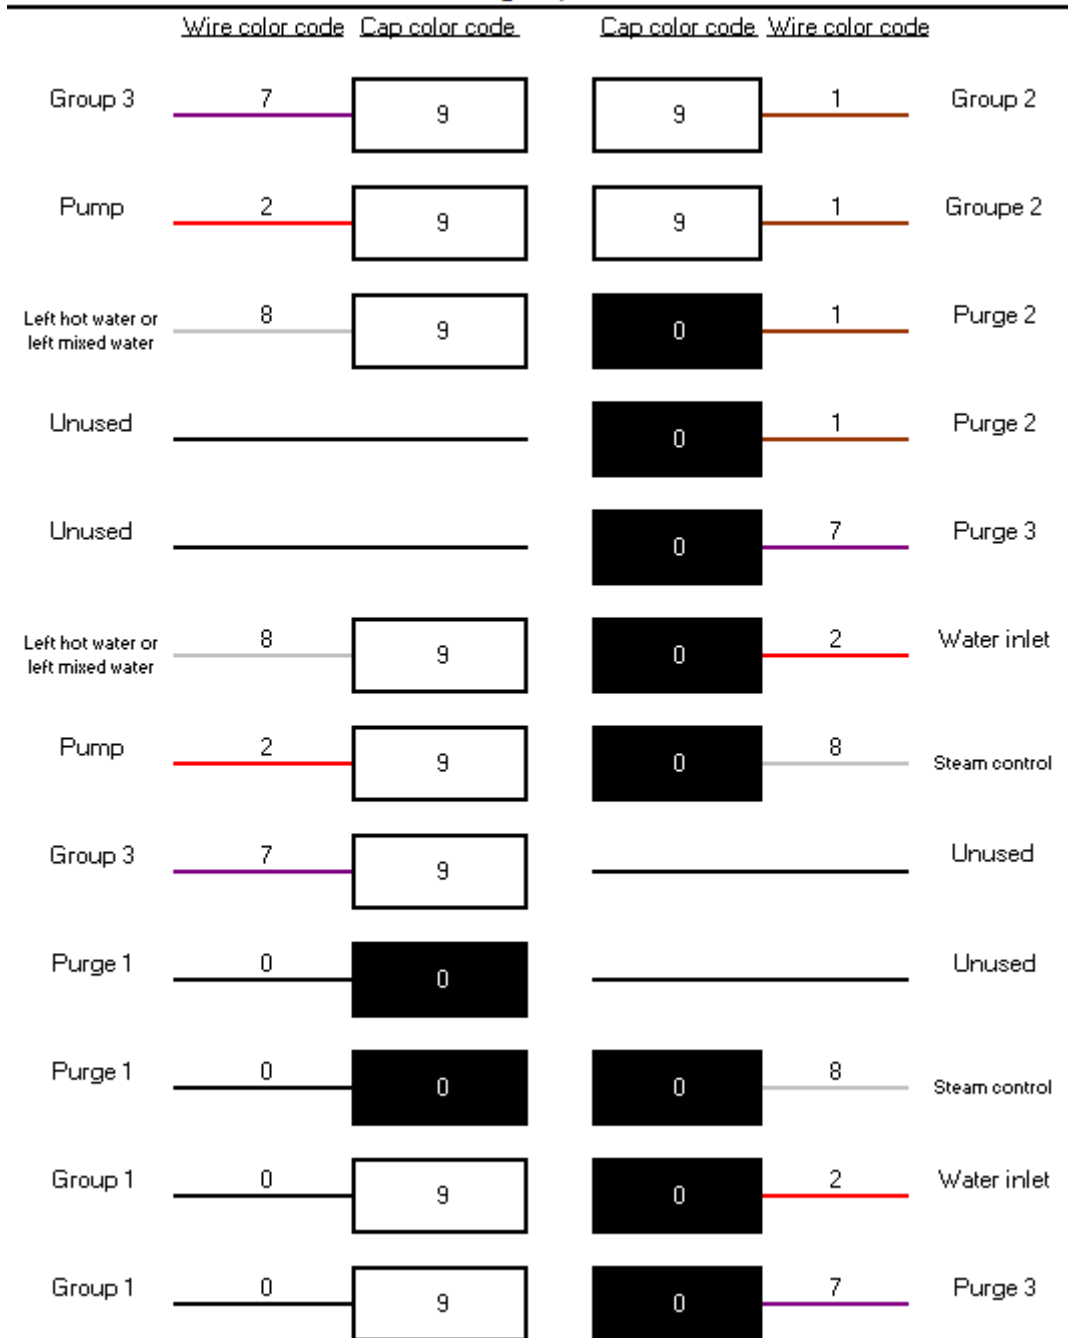 Wire color code Cap color code Cap color code Wire color code
Group 3 7 9 9 1 Group 2
Pump 2 9 9 1 Groupe 2
Left hot water or
left mixed water 8 9 0 1 Purge 2
Unused 0 1 Purge 2
Unused 0 7 Purge 3
Left hot water or
left mixed water 8 9 0 2 Water inlet
Pump 2 9 0 8 Steam control
Group 3 7 9 Unused
Purge 1 0 0 Unused
Purge 1 0 0 0 8 Steam control
Group 1 0 9 0 2 Water inlet
Group 1 0 9 0 7 Purge 3